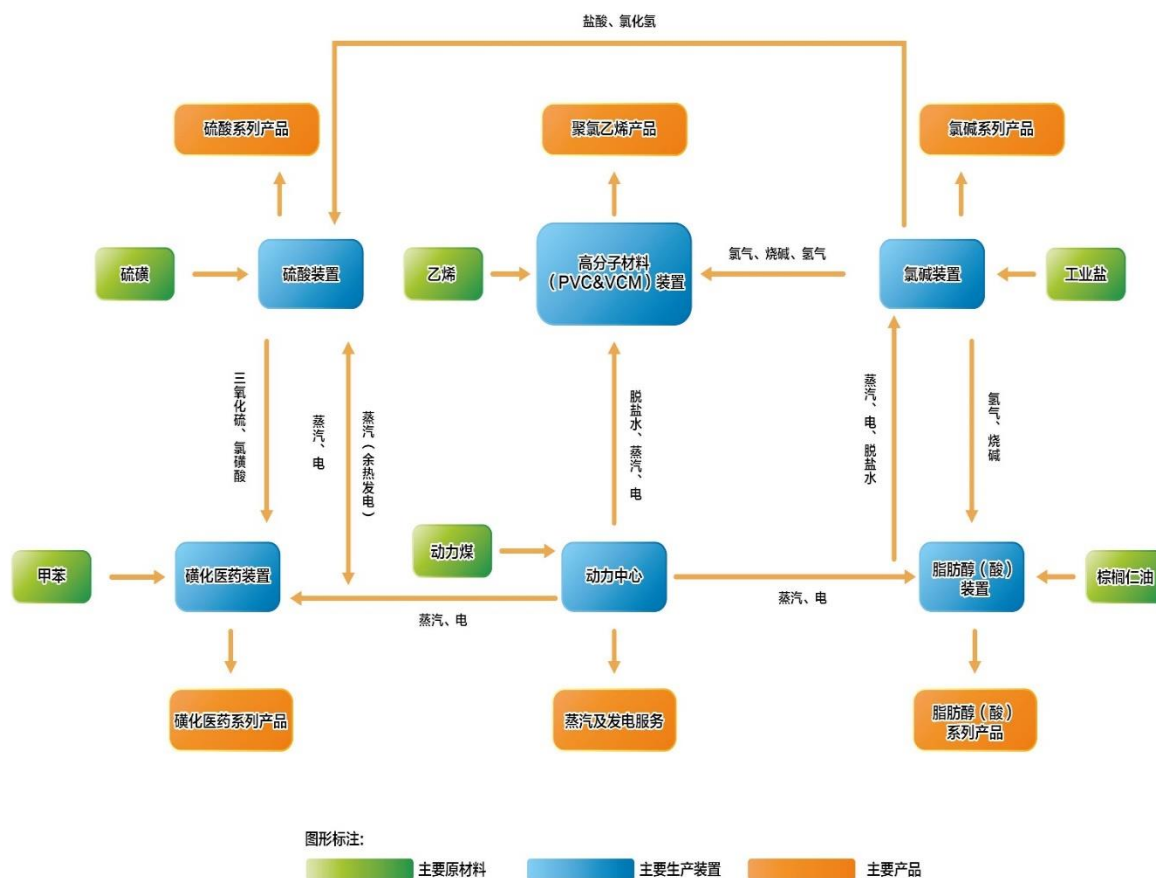 盐酸、氯化氢
硫酸系列产品
聚氯乙烯产品
氯碱系列产品
硫磺
硫酸装置
乙烯
高分子材料
（PVC&VCM）装置
氯气、烧碱、氢气
氯碱装置
工业盐
三氧化硫、氯磺酸
蒸汽、电
蒸汽（余热发电）
脱盐水、蒸汽、电
蒸汽、电、脱盐水
氢气、烧碱
甲苯
磺化医药装置
动力煤
动力中心
脂肪醇（酸）
装置
棕榈仁油
蒸汽、电
蒸汽、电
磺化医药系列产品
蒸汽及发电服务
脂肪醇（酸）
系列产品
图形标注：
主要原材料
主要生产装置
主要产品